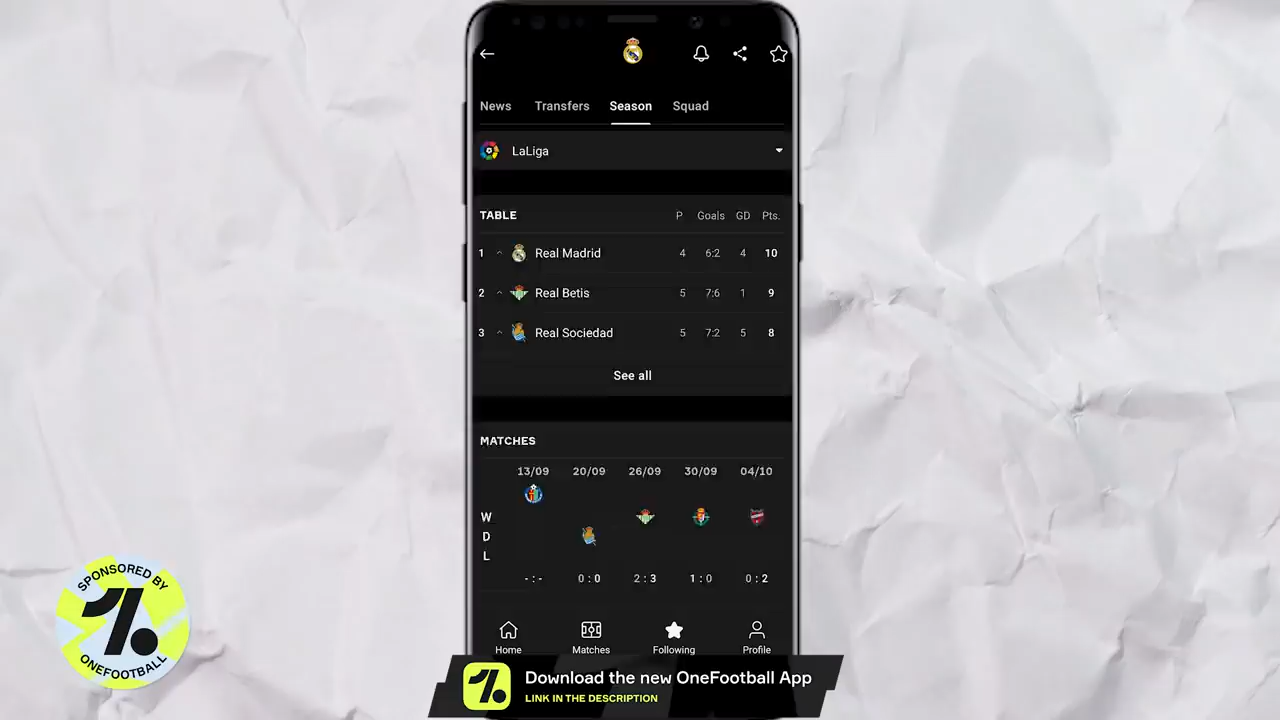 News Transfers Season Squad
LaLiga
TABLE P Goals GD Pts.
1 Real Madrid 4 6:2 4 10
2 Real Betis 5 7:6 1 9
3 Real Sociedad 5 7:2 5 8
See all
MATCHES
13/09 20/09 26/09 30/09 04/10
W
D
L
-:- 0:0 2:3 1:0 0:2
Home Matches Following Profile
SPONSORED BY
ONEFOOTBALL
Download the new OneFootball App
LINK IN THE DESCRIPTION